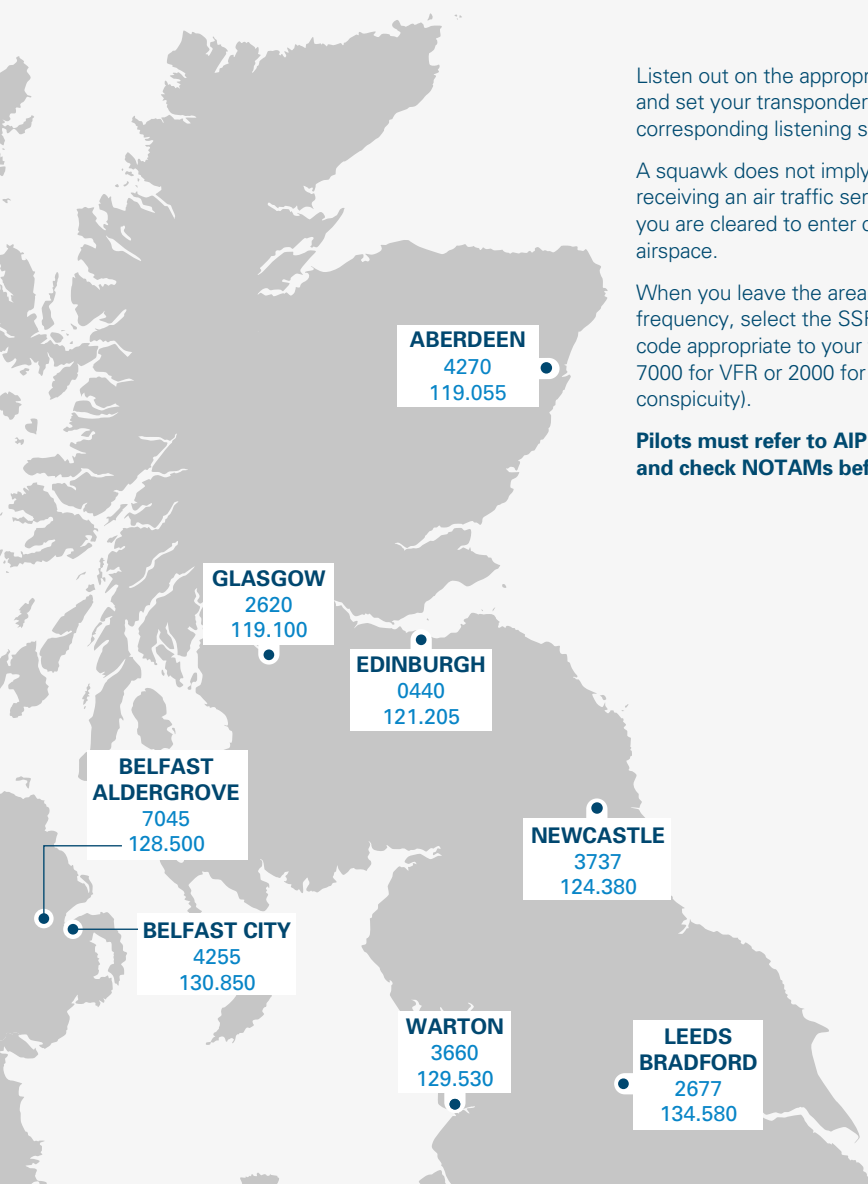 Listen out on the
and set your transponder
corresponding listening
A squawk does not imply
receiving an air traffic
you are cleared to enter
airspace.
When you leave the area
frequency, select the
code appropriate to your
7000 for VFR or 2000 for
conspicuity).
Pilots must refer to AIP
and check NOTAMs
ABERDEEN
4270
119.055
GLASGOW
2620
119.100
EDINBURGH
0440
121.205
BELFAST
ALDERGROVE
7045
128.500
NEWCASTLE
3737
124.380
BELFAST CITY
4255
130.850
WARTON
3660
129.530
LEEDS
BRADFORD
2677
134.580